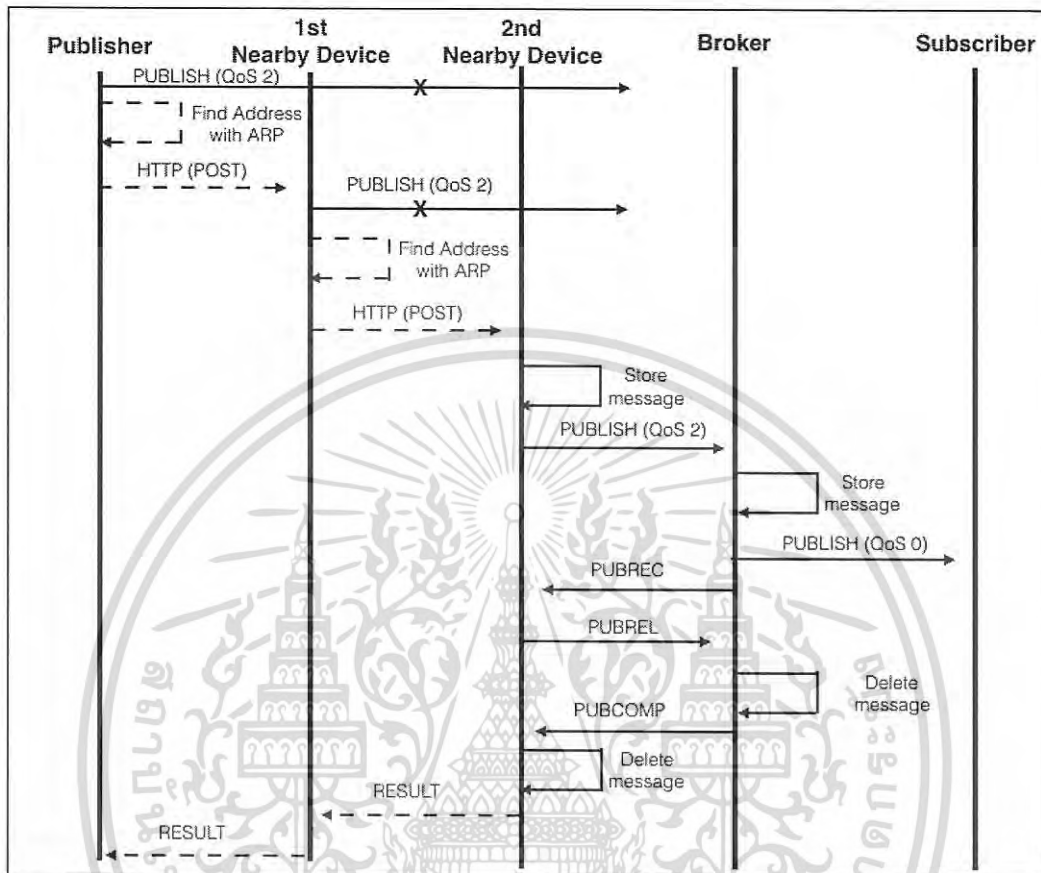 Publisher
1st
Nearby Device
2nd
Nearby Device
Broker
Subscriber
PUBLISH (QoS 2)
X
Find Address
with ARP
HTTP (POST)
PUBLISH (QoS 2)
X
Find Address
with ARP
HTTP (POST)
Store
message
PUBLISH (QoS 2)
Store
message
PUBLISH (QoS 0)
PUBREC
PUBREL
Delete
message
PUBCOMP
Delete
message
RESULT
RESULT